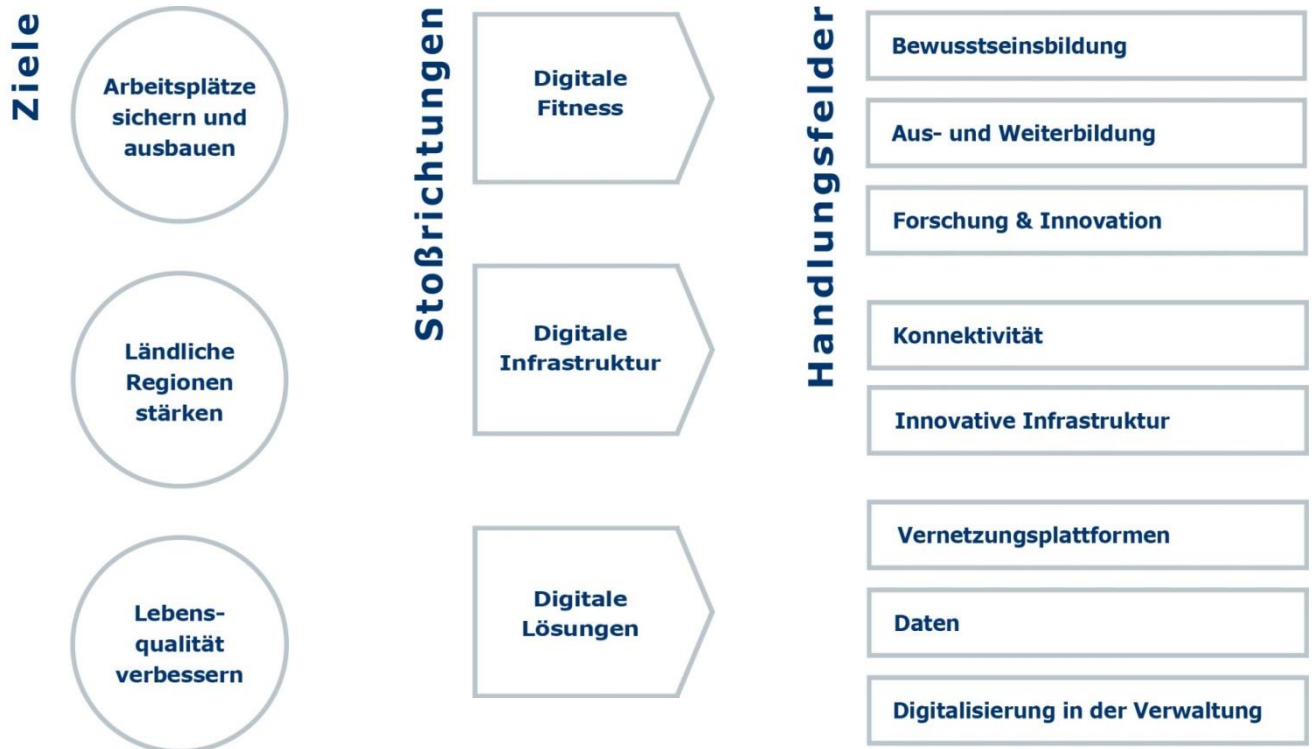 Ziele
Arbeitsplätze
sichern und
ausbauen
Ländliche
Regionen
stärken
Lebens-
qualität
verbessern
Stoßrichtungen
Digitale
Fitness
Digitale
Infrastruktur
Digitale
Lösungen
Handlungsfelder
Bewusstseinsbildung
Aus- und Weiterbildung
Forschung & Innovation
Konnektivität
Innovative Infrastruktur
Vernetzungsplattformen
Daten
Digitalisierung in der Verwaltung